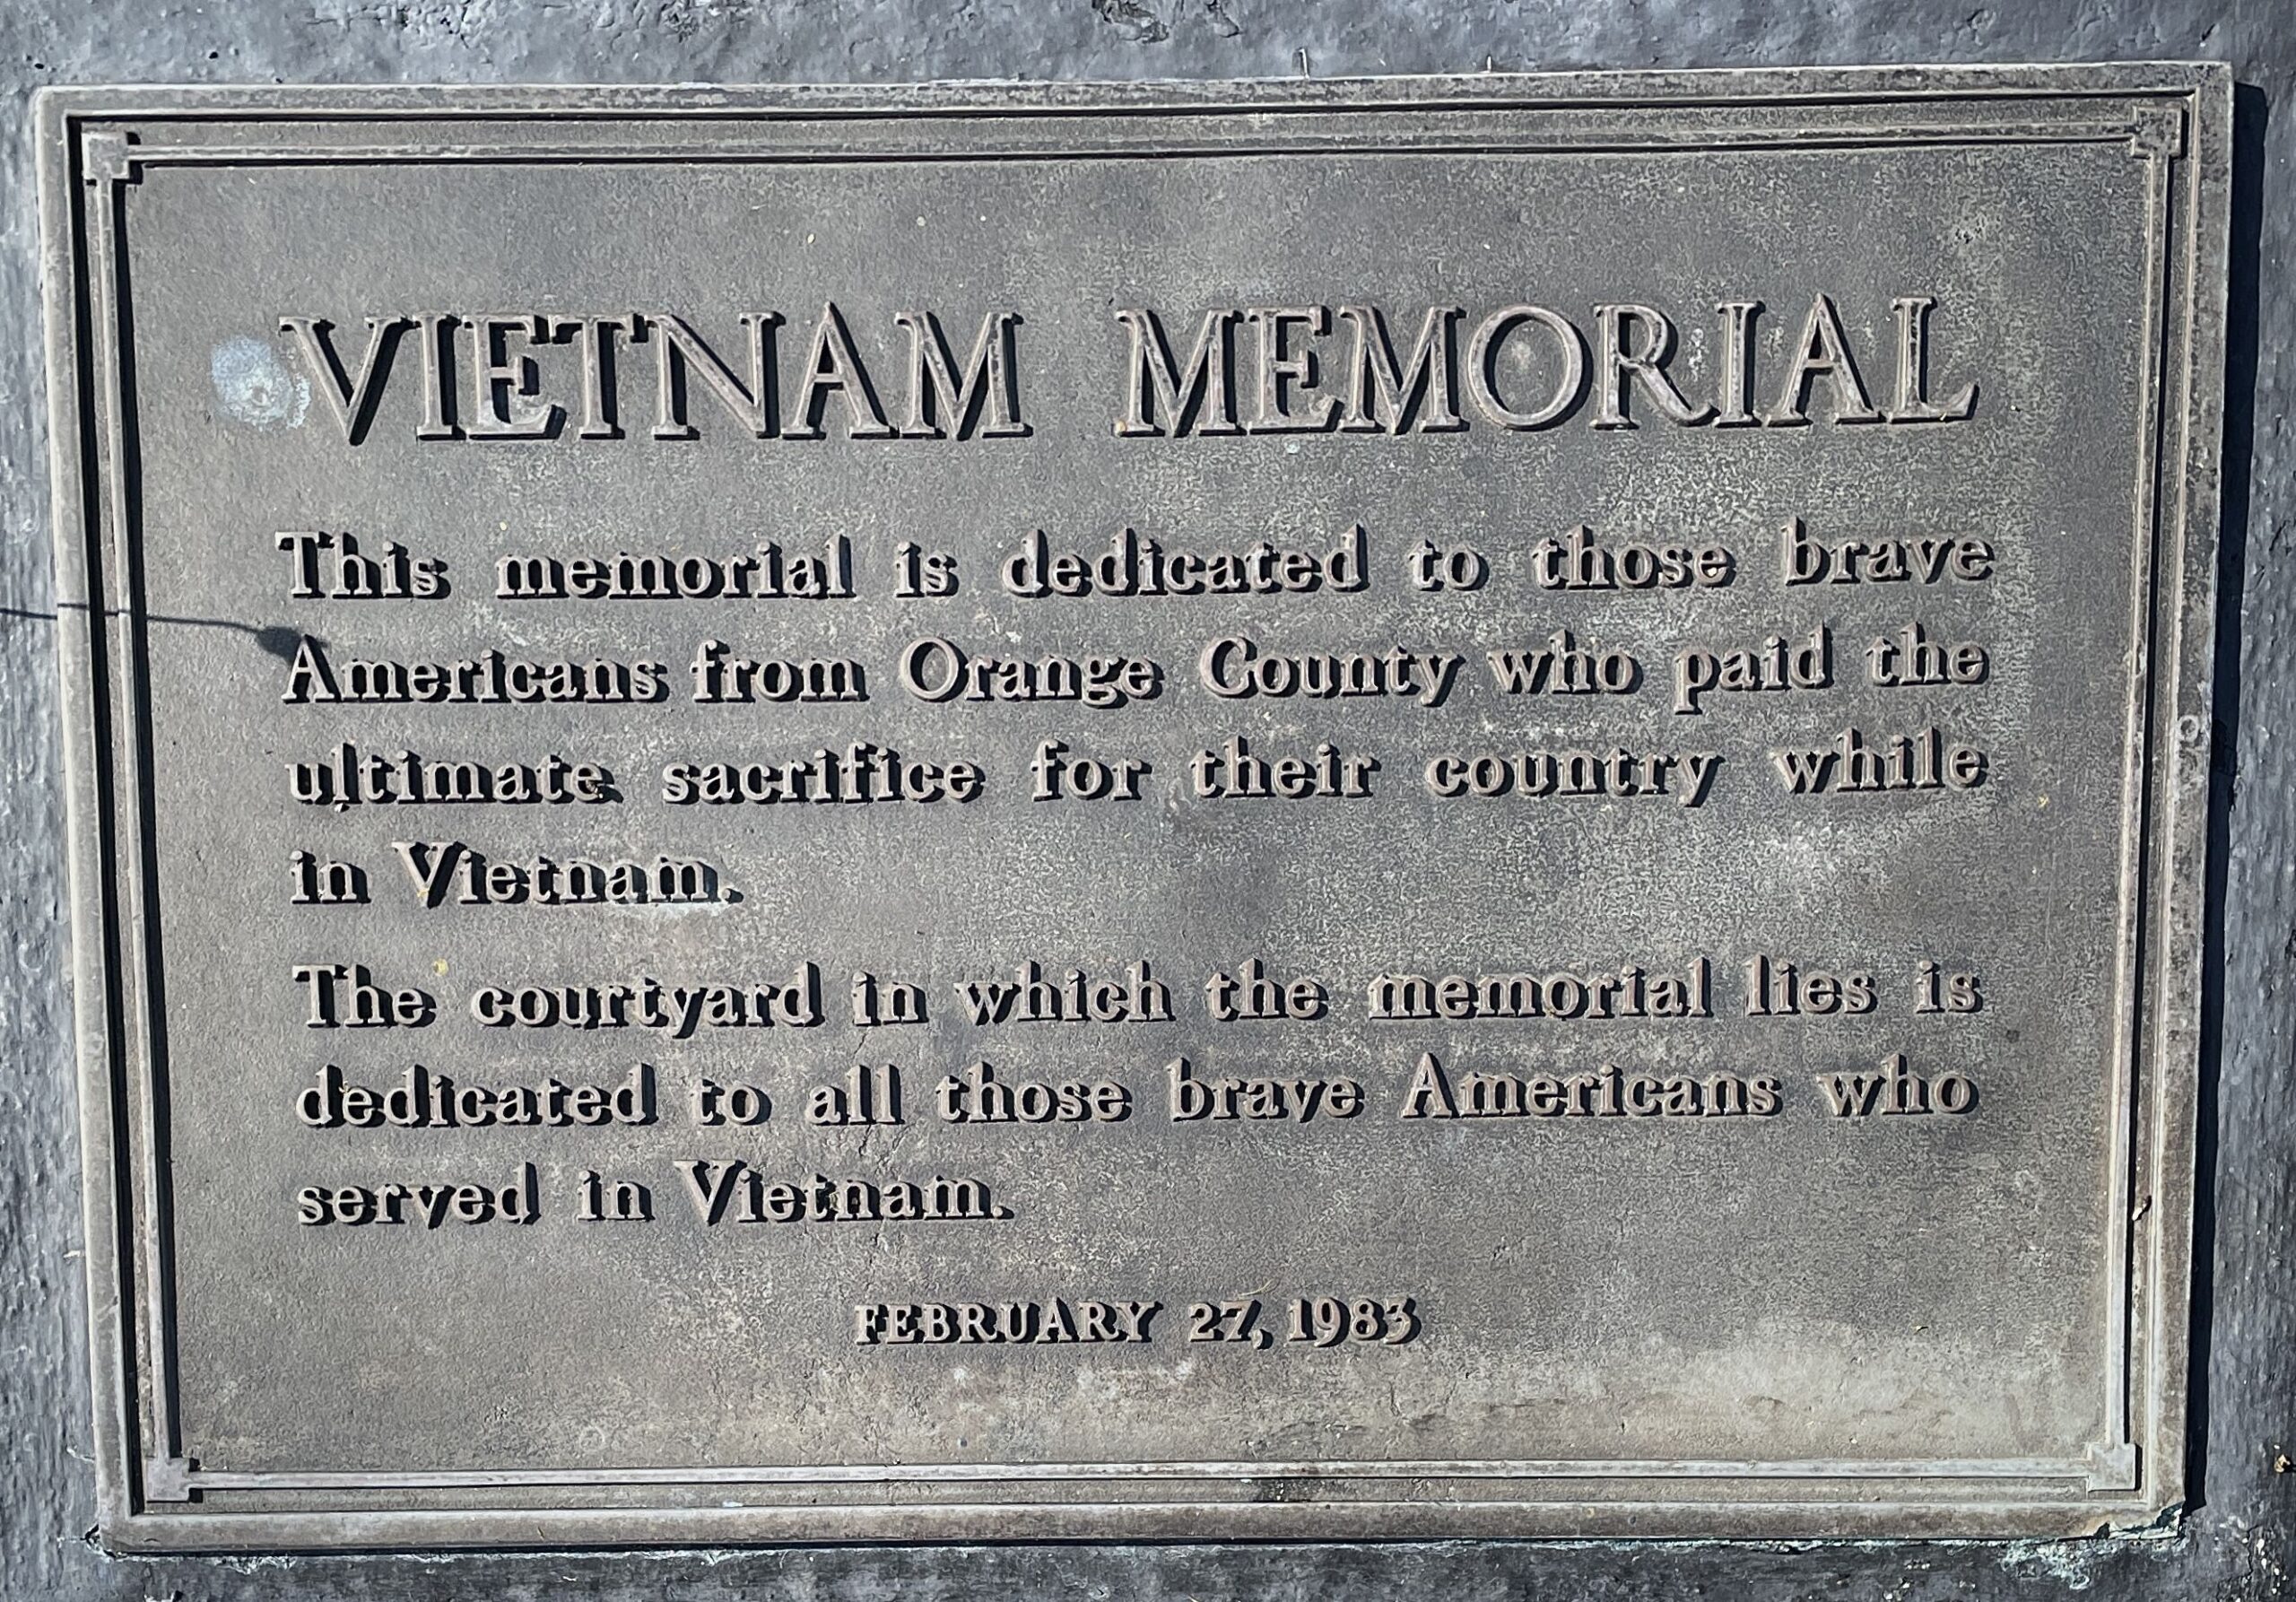 VIETNAM MEMORIAL
This memorial is dedicated to those brave
Americans from Orange County who paid the
ultimate sacrifice for their country while
in Vietnam.
The courtyard in which the memorial lies is
dedicated to all those brave Americans who
served in Vietnam.
FEBRUARY 27, 1983